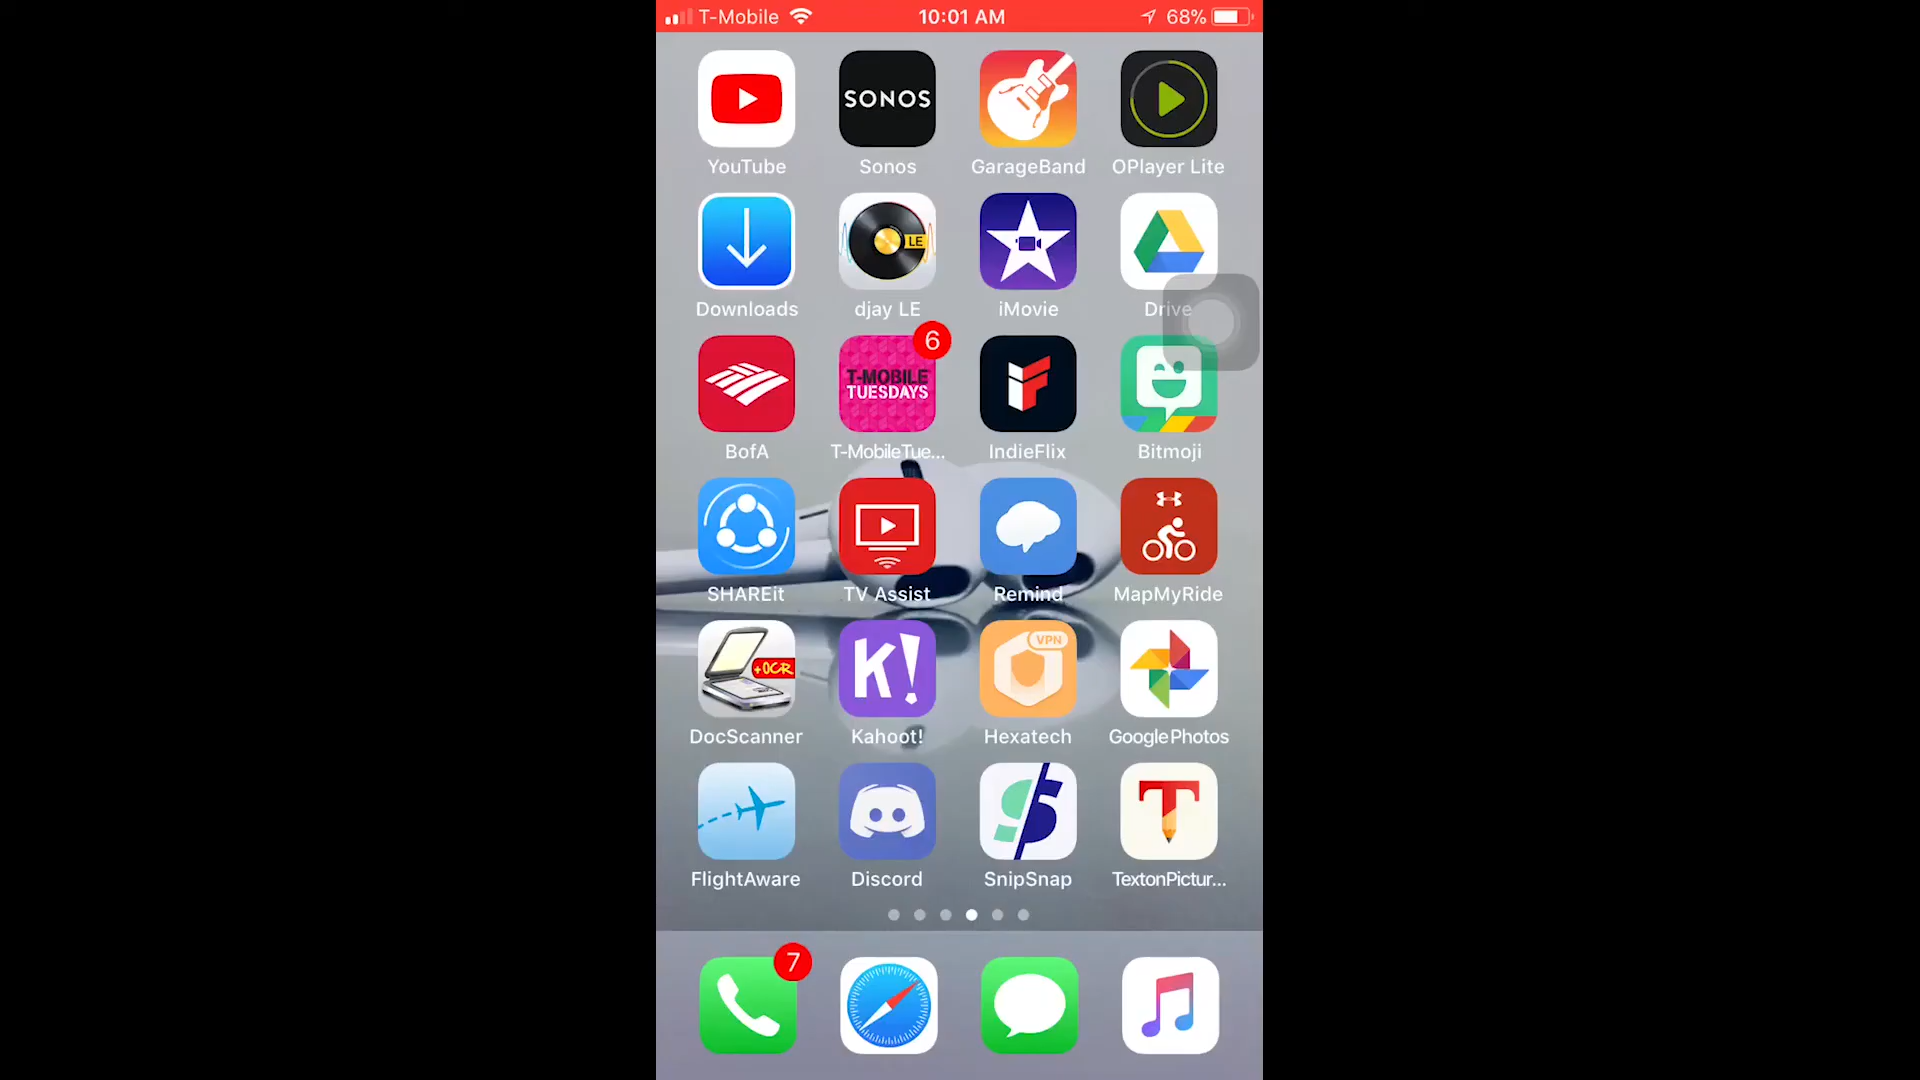 T-Mobile 10:01 AM 68%
SONOS
YouTube Sonos GarageBand OPlayer Lite
LE
Downloads djay LE iMovie Drive
6
T-MOBILE
TUESDAYS
BofA T-MobileTue... IndieFlix Bitmoji
SHAREit TV Assist Remind MapMyRide
+OCR K! VPN
DocScanner Kahoot! Hexatech Google Photos
FlightAware Discord SnipSnap TextonPictur...
7